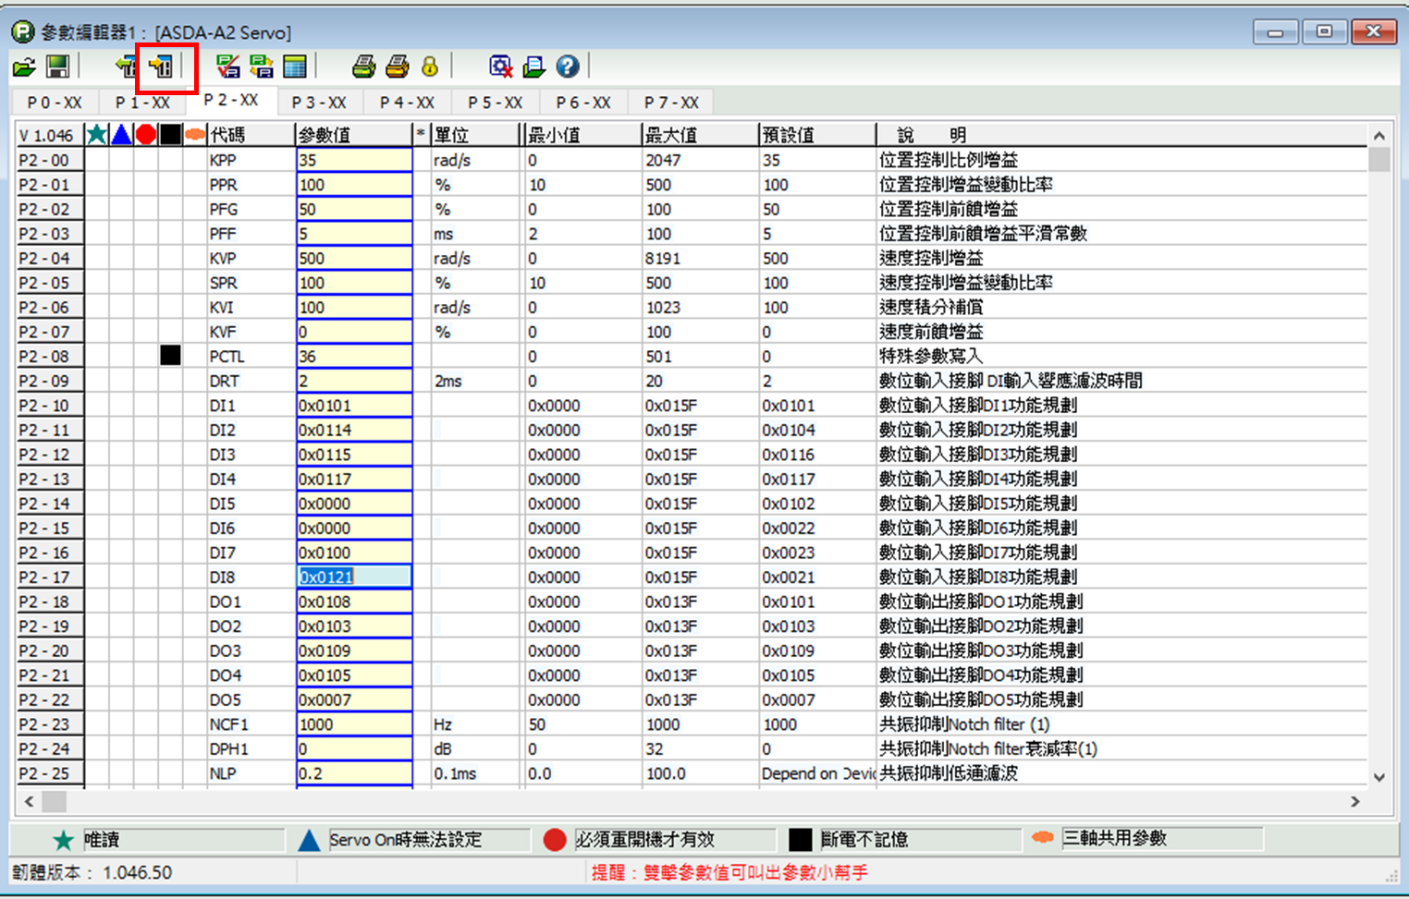 參數編輯器1： [ASDA-A2 Servo]
P 0 - XX P 1 - XX P 2 - XX P 3 - XX P 4 - XX P 5 - XX P 6 - XX P 7 - XX
V 1.046 代碼 參數值 * 單位 最小值 最大值 預設值 說 明
P2 - 00 KPP 35 rad/s 0 2047 35 位置控制比例增益
P2 - 01 PPR 100 % 10 500 100 位置控制增益變動比率
P2 - 02 PFG 50 % 0 100 50 位置控制前饋增益
P2 - 03 PFF 5 ms 2 100 5 位置控制前饋增益平滑常數
P2 - 04 KVP 500 rad/s 0 8191 500 速度控制增益
P2 - 05 SPR 100 % 10 500 100 速度控制增益變動比率
P2 - 06 KVI 100 rad/s 0 1023 100 速度積分補償
P2 - 07 KVF 0 % 0 100 0 速度前饋增益
P2 - 08 PCTL 36 0 501 0 特殊參數寫入
P2 - 09 DRT 2 2ms 0 20 2 數位輸入接腳 DI輸入響應濾波時間
P2 - 10 DI1 0x0101 0x0000 0x015F 0x0101 數位輸入接腳DI1功能規劃
P2 - 11 DI2 0x0114 0x0000 0x015F 0x0104 數位輸入接腳DI2功能規劃
P2 - 12 DI3 0x0115 0x0000 0x015F 0x0116 數位輸入接腳DI3功能規劃
P2 - 13 DI4 0x0117 0x0000 0x015F 0x0117 數位輸入接腳DI4功能規劃
P2 - 14 DI5 0x0000 0x0000 0x015F 0x0102 數位輸入接腳DI5功能規劃
P2 - 15 DI6 0x0000 0x0000 0x015F 0x0022 數位輸入接腳DI6功能規劃
P2 - 16 DI7 0x0100 0x0000 0x015F 0x0023 數位輸入接腳DI7功能規劃
P2 - 17 DI8 0x0121 0x0000 0x015F 0x0021 數位輸入接腳DI8功能規劃
P2 - 18 DO1 0x0108 0x0000 0x013F 0x0101 數位輸出接腳DO1功能規劃
P2 - 19 DO2 0x0103 0x0000 0x013F 0x0103 數位輸出接腳DO2功能規劃
P2 - 20 DO3 0x0109 0x0000 0x013F 0x0109 數位輸出接腳DO3功能規劃
P2 - 21 DO4 0x0105 0x0000 0x013F 0x0105 數位輸出接腳DO4功能規劃
P2 - 22 DO5 0x0007 0x0000 0x013F 0x0007 數位輸出接腳DO5功能規劃
P2 - 23 NCF1 1000 Hz 50 1000 1000 共振抑制Notch filter (1)
P2 - 24 DPH1 0 dB 0 32 0 共振抑制Notch filter衰減率(1)
P2 - 25 NLP 0.2 0.1ms 0.0 100.0 Depend on Devic 共振抑制低通濾波
唯讀 Servo On時無法設定 必須重開機才有效 斷電不記憶 三軸共用參數
韌體版本： 1.046.50 提醒：雙擊參數值可叫出參數小幫手